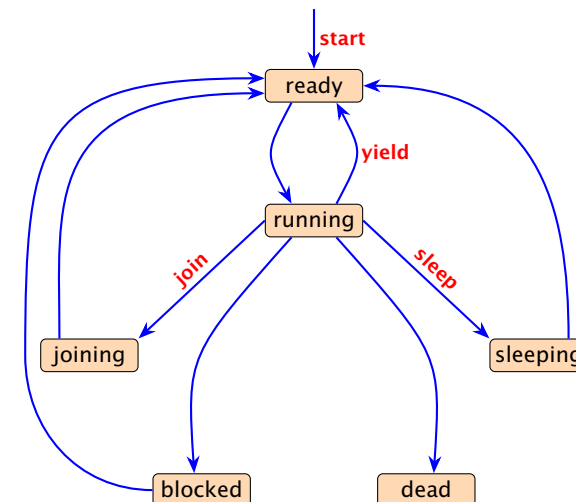 start
ready
yield
running
join
sleep
joining
sleeping
blocked
dead